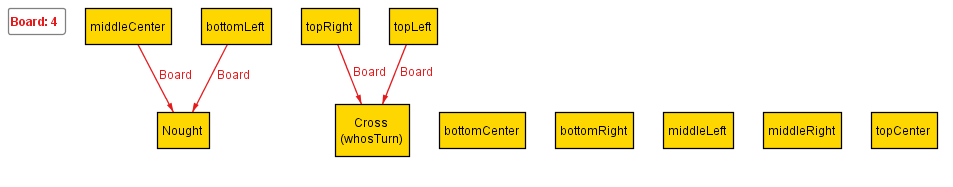 Board: 4
middleCenter
bottomLeft
topRight
topLeft
Board
Board
Board
Board
Nought
Cross
(whosTurn)
bottomCenter
bottomRight
middleLeft
middleRight
topCenter